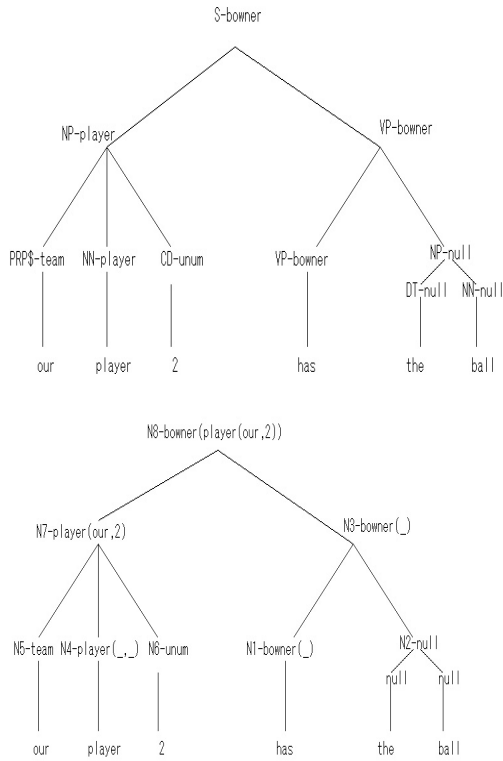 S-bowner
NP-player VP-bowner
PRP$-team NN-player CD-unum VP-bowner NP-null
DT-null NN-null
our player 2 has the ball
N8-bowner(player(our,2))
N7-player(our,2) N3-bowner(_)
N5-team N4-player(_,_) N6-unum N1-bowner(_) N2-null
null null
our player 2 has the ball